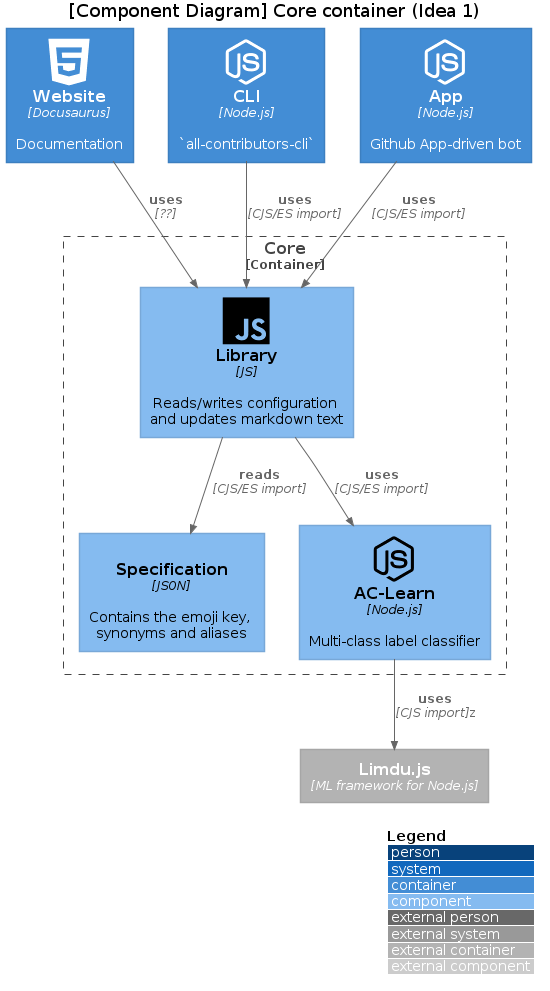 [Component Diagram] Core container (Idea 1)
5
Website
[Docusaurus]
Documentation
JS
CLI
[Node.js]
`all-contributors-cli`
JS
App
[Node.js]
Github App-driven bot
uses
[??]
uses
[CJS/ES import]
uses
[CJS/ES import]
Core
[Container]
JS
Library
[JS]
Reads/writes configuration
and updates markdown text
reads
[CJS/ES import]
uses
[CJS/ES import]
Specification
[JSON]
Contains the emoji key,
synonyms and aliases
JS
AC-Learn
[Node.js]
Multi-class label classifier
uses
[CJS import]z
Limdu.js
[ML framework for Node.js]
Legend
person
system
container
component
external person
external system
external container
external component